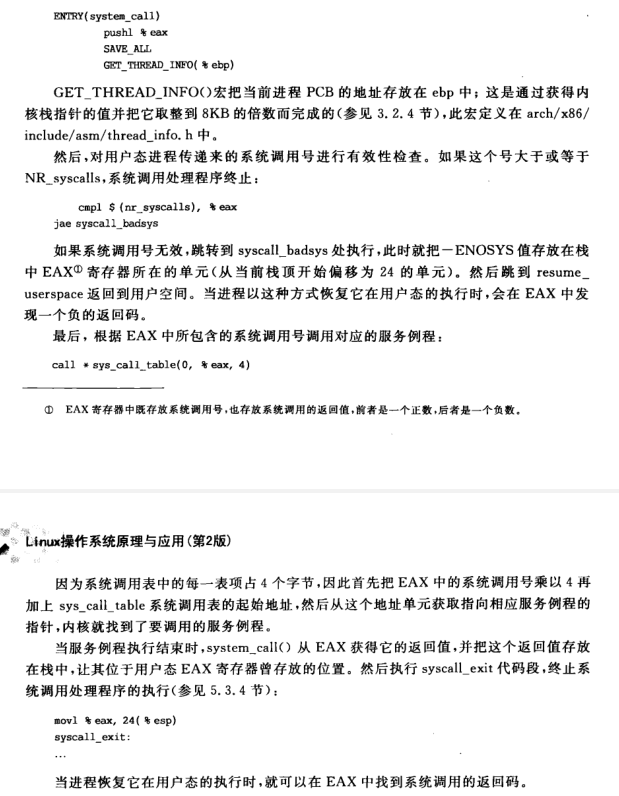 ENTRY(system_call)
pushl % eax
SAVE_ALL
GET_THREAD_INFO( % ebp)
GET_THREAD_INFO()宏把当前进程 PCB 的地址存放在 ebp 中；这是通过获得内
核栈指针的值并把它取整到 8KB 的倍数而完成的(参见 3.2.4 节)，此宏定义在 arch/x86/
include/asm/thread_info.h 中。
然后，对用户态进程传递来的系统调用号进行有效性检查。如果这个号大于或等于
NR_syscalls，系统调用处理程序终止：
cmpl $ (nr_syscalls), % eax
jae syscall_badsys
如果系统调用号无效，跳转到 syscall_badsys 处执行，此时就把－ENOSYS 值存放在栈
中 EAX① 寄存器所在的单元(从当前栈顶开始偏移为 24 的单元)。然后跳到 resume_
userspace 返回到用户空间。当进程以这种方式恢复它在用户态的执行时，会在 EAX 中发
现一个负的返回码。
最后，根据 EAX 中所包含的系统调用号调用对应的服务例程：
call * sys_call_table(0, % eax, 4)
① EAX 寄存器中既存放系统调用号，也存放系统调用的返回值，前者是一个正数，后者是一个负数。
Linux操作系统原理与应用(第2版)
因为系统调用表中的每一表项占 4 个字节，因此首先把 EAX 中的系统调用号乘以 4 再
加上 sys_call_table 系统调用表的起始地址，然后从这个地址单元获取指向相应服务例程的
指针，内核就找到了要调用的服务例程。
当服务例程执行结束时，system_call() 从 EAX 获得它的返回值，并把这个返回值存放
在栈中，让其位于用户态 EAX 寄存器曾存放的位置。然后执行 syscall_exit 代码段，终止系
统调用处理程序的执行(参见 5.3.4 节)：
movl % eax, 24( % esp)
syscall_exit:
...
当进程恢复它在用户态的执行时，就可以在 EAX 中找到系统调用的返回码。